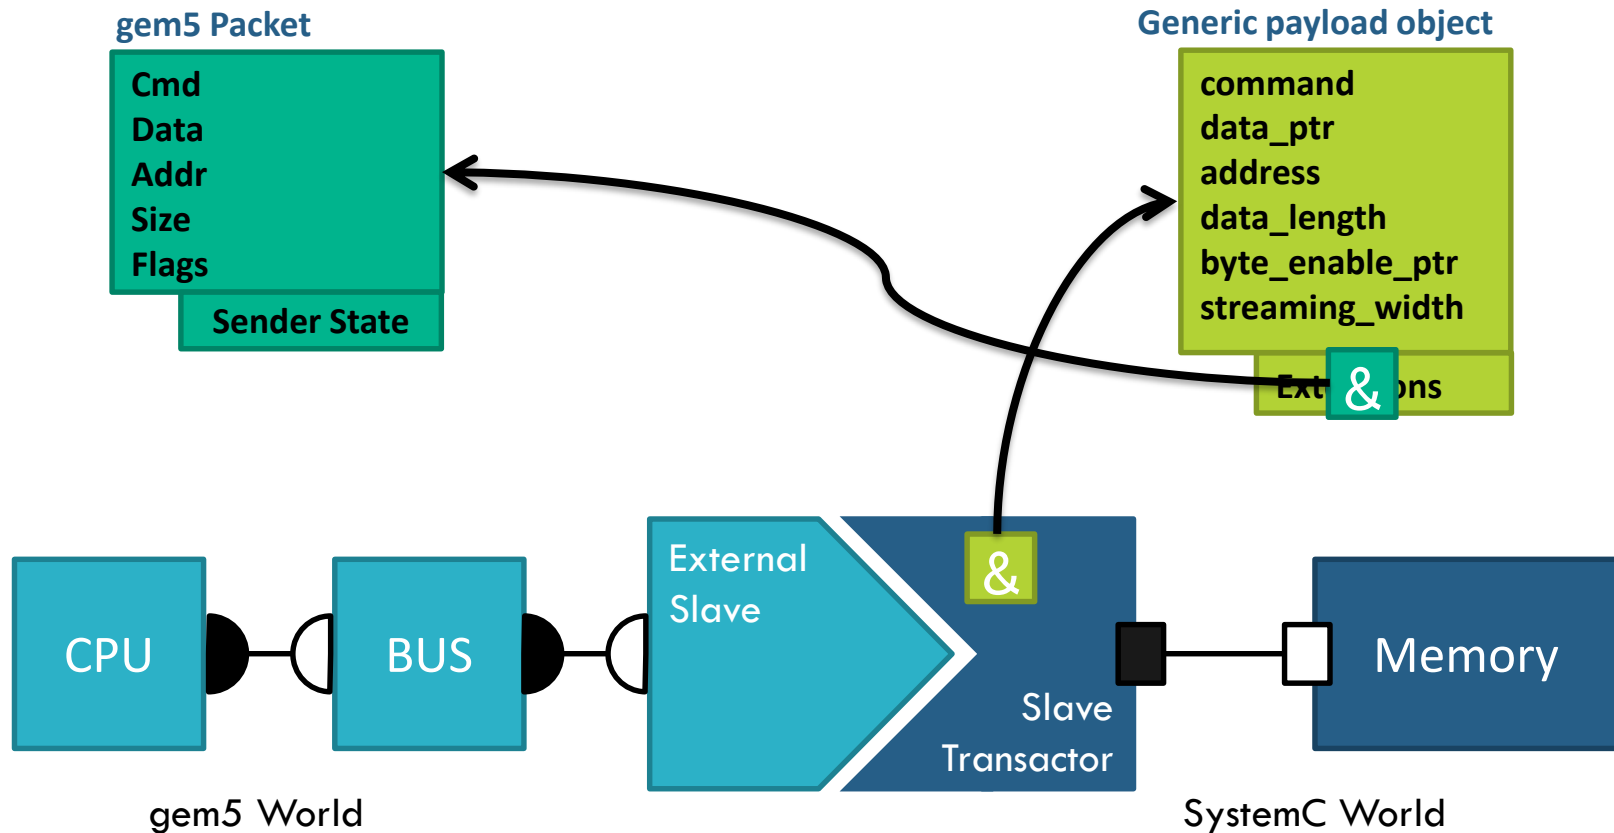 gem5 Packet
Cmd
Data
Addr
Size
Flags
Sender State
Generic payload object
command
data_ptr
address
data_length
byte_enable_ptr
streaming_width
&
&
External
Slave
CPU
BUS
Slave
Transactor
Memory
gem5 World
SystemC World